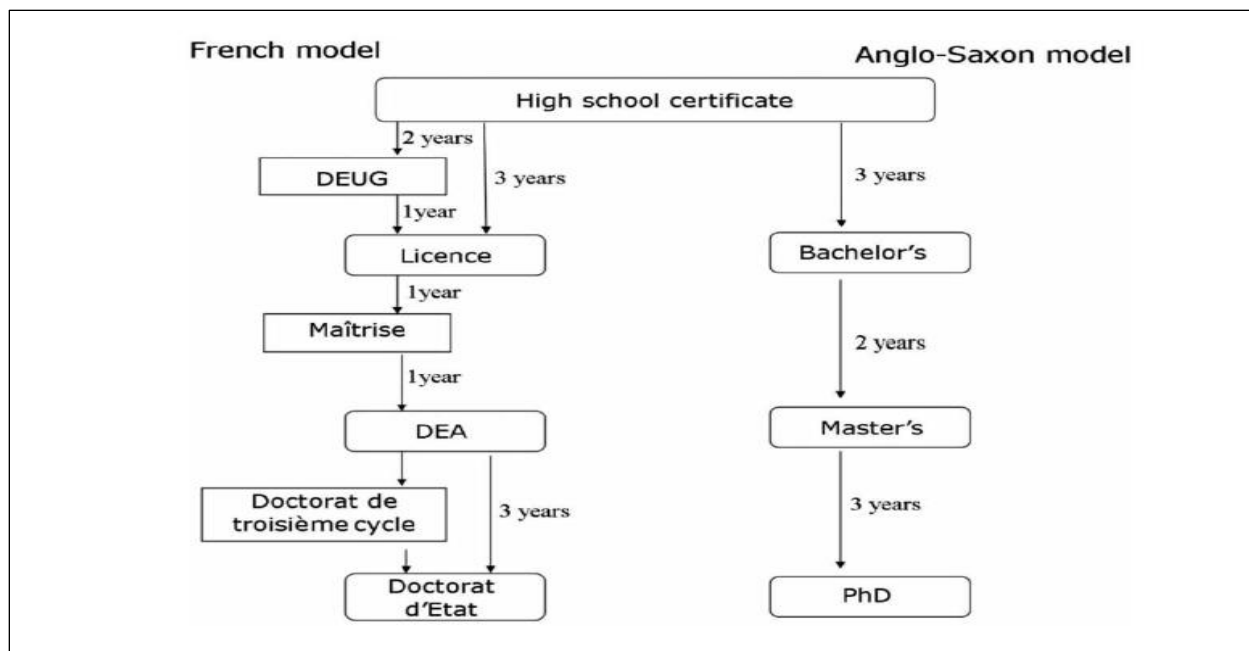 French model
Anglo-Saxon model
High school certificate
2 years
3 years
3 years
DEUG
1year
Licence
Bachelor's
1year
Maîtrise
2 years
1year
DEA
Master's
Doctorat de
troisième cycle
3 years
3 years
Doctorat
d'Etat
PhD